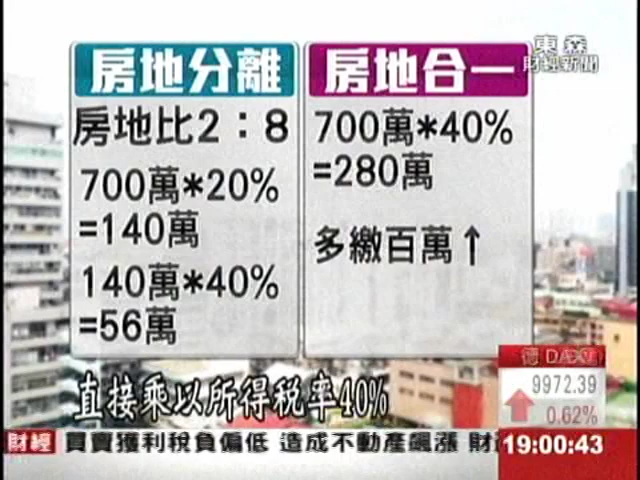 東森
財經新聞
房地分離
房地比2：8
700萬*20%
=140萬
140萬*40%
=56萬
房地合一
700萬*40%
=280萬
多繳百萬↑
直接乘以所得稅率40%
德 DAX
9972.39
0.62%
財經 買賣獲利稅負偏低 造成不動產飆漲 財
19:00:43